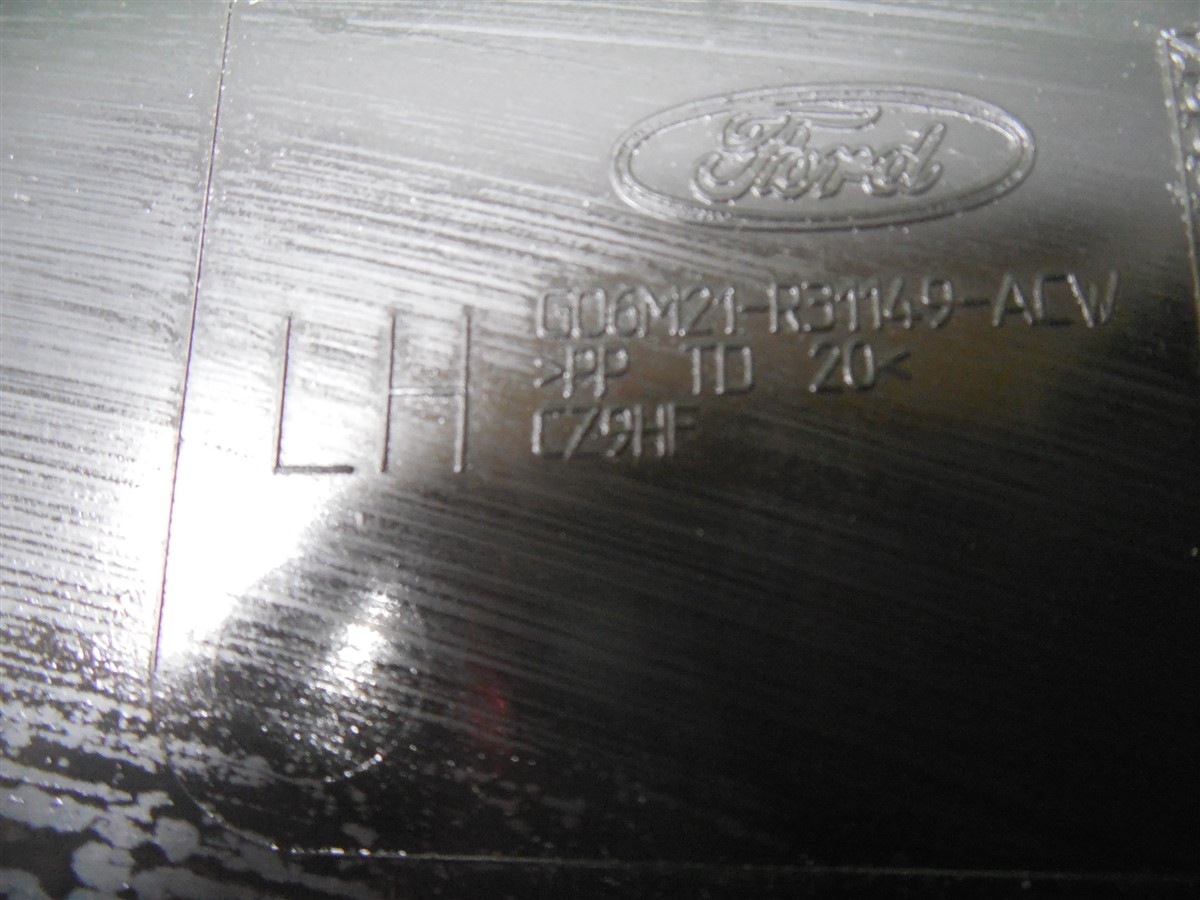 Ford
LH
GD6M21-R31149-ACW
>PP TD 20<
CZ9HF